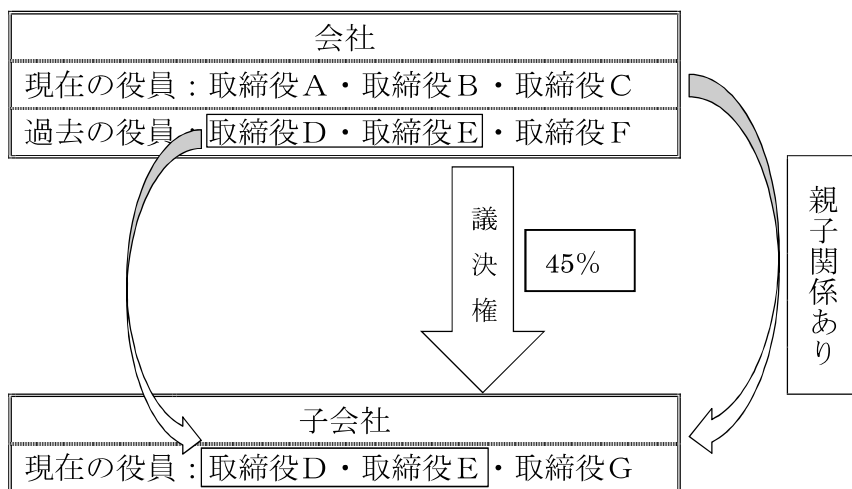 会社
現在の役員：取締役A・取締役B・取締役C
過去の役員：取締役D・取締役E・取締役F
議決権
45%
親子関係あり
子会社
現在の役員：取締役D・取締役E・取締役G